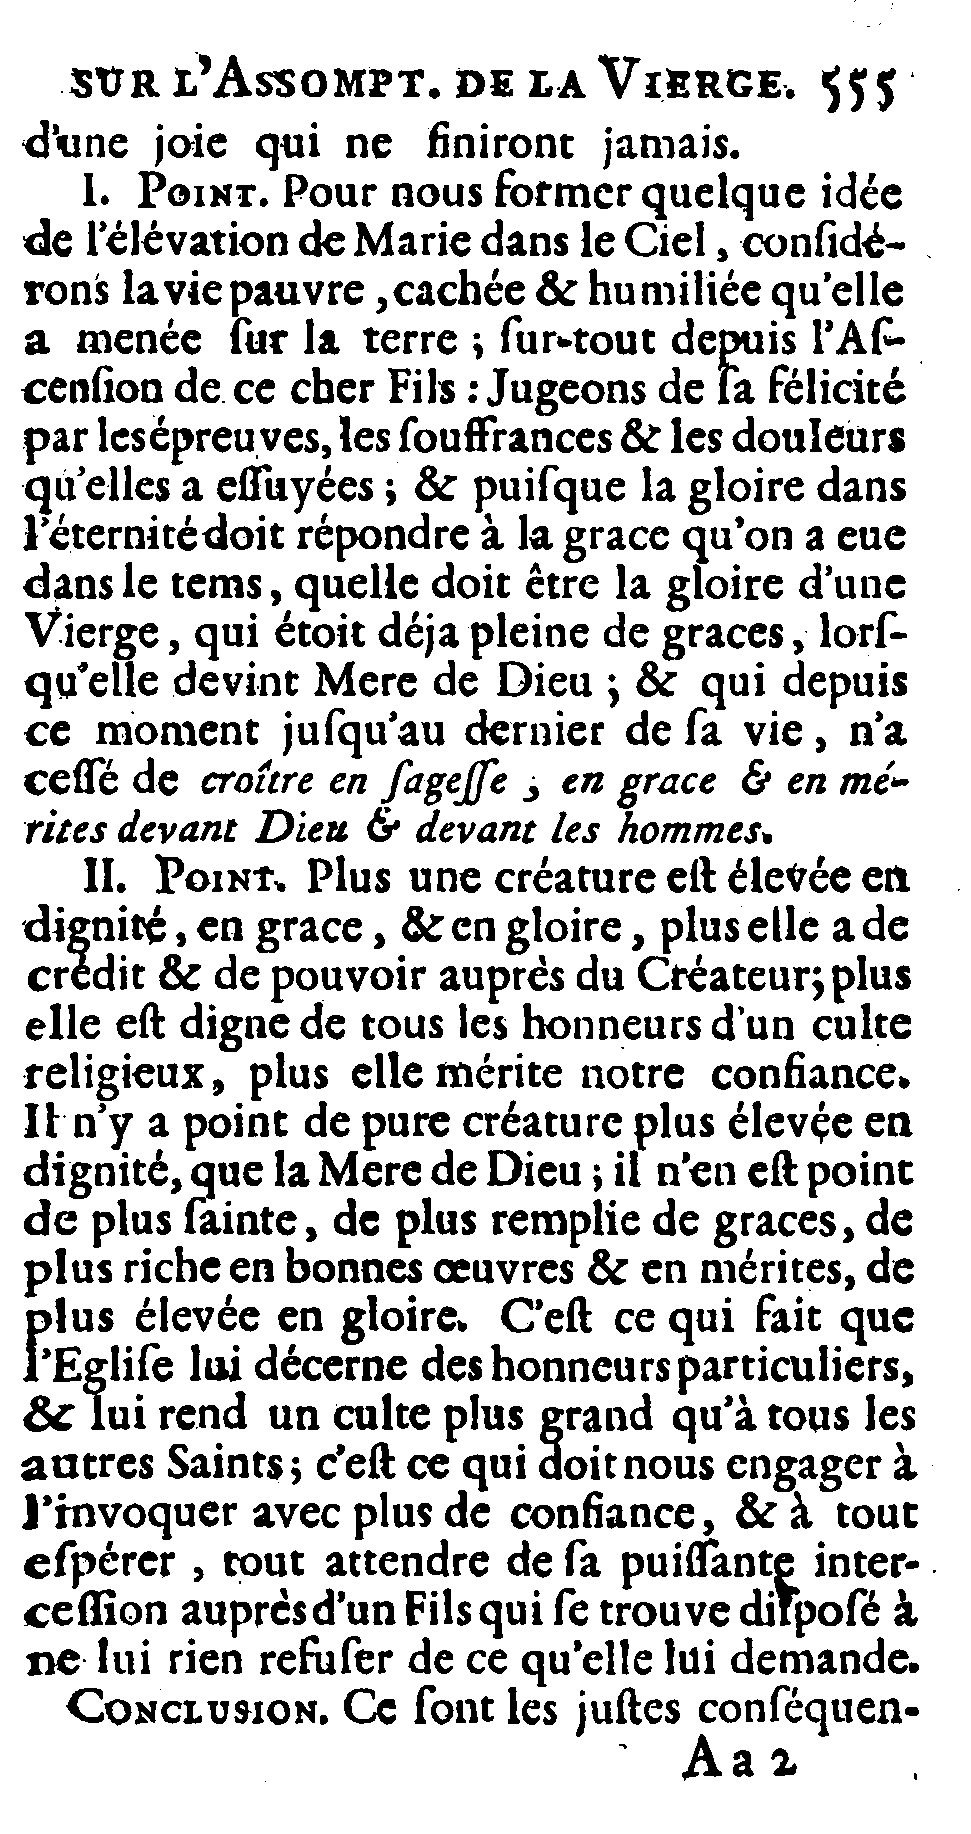 SUR L'ASSOMPT. DE LA VIERGE. 555
d'une joie qui ne finiront jamais.
I. POINT. Pour nous former quelque idée
de l'élévation de Marie dans le Ciel, conſidé-
rons la vie pauvre, cachée & humiliée qu'elle
a menée ſur la terre ; ſur-tout depuis l'Aſ-
cenſion de ce cher Fils : Jugeons de ſa félicité
par les épreuves, les ſouffrances & les douleurs
qu'elles a eſſuyées ; & puiſque la gloire dans
l'éternité doit répondre à la grace qu'on a eue
dans le tems, quelle doit être la gloire d'une
Vierge, qui étoit déja pleine de graces, lorſ-
qu'elle devint Mere de Dieu ; & qui depuis
ce moment juſqu'au dernier de ſa vie, n'a
ceſſé de croître en ſageſſe, en grace & en mé-
rites devant Dieu & devant les hommes.
II. POINT. Plus une créature eſt élevée en
dignité, en grace, & en gloire, plus elle a de
crédit & de pouvoir auprès du Créateur; plus
elle eſt digne de tous les honneurs d'un culte
religieux, plus elle mérite notre confiance.
Il n'y a point de pure créature plus élevée en
dignité, que la Mere de Dieu ; il n'en eſt point
de plus ſainte, de plus remplie de graces, de
plus riche en bonnes œuvres & en mérites, de
plus élevée en gloire. C'eſt ce qui fait que
l'Egliſe lui décerne des honneurs particuliers,
& lui rend un culte plus grand qu'à tous les
autres Saints; c'eſt ce qui doit nous engager à
l'invoquer avec plus de confiance, & à tout
eſpérer, tout attendre de ſa puiſſante inter-
ceſſion auprès d'un Fils qui ſe trouve diſpoſé à
ne lui rien refuſer de ce qu'elle lui demande.
CONCLUSION. Ce ſont les juſtes conſéquen-
A a 2